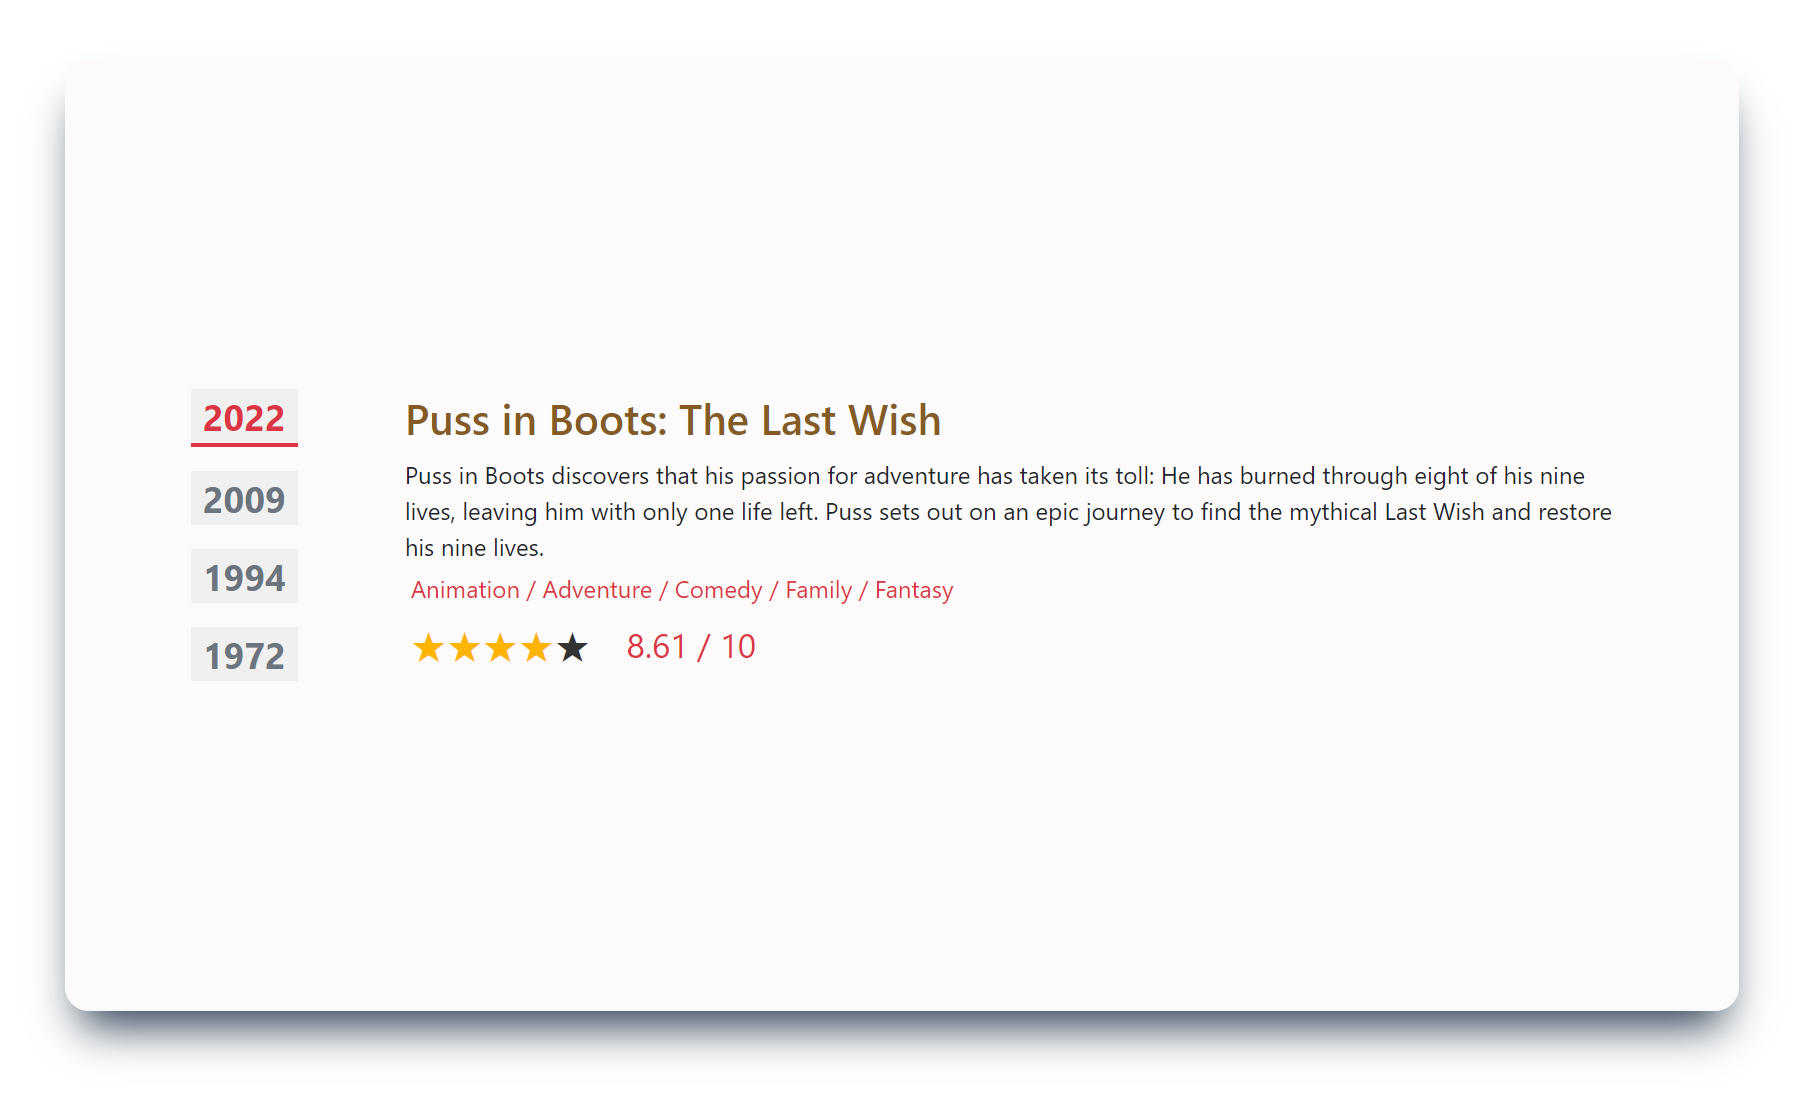 2022
2009
1994
1972
Puss in Boots: The Last Wish
Puss in Boots discovers that his passion for adventure has taken its toll: He has burned through eight of his nine
lives, leaving him with only one life left. Puss sets out on an epic journey to find the mythical Last Wish and restore
his nine lives.
Animation / Adventure / Comedy / Family / Fantasy
★★★★★ 8.61 / 10